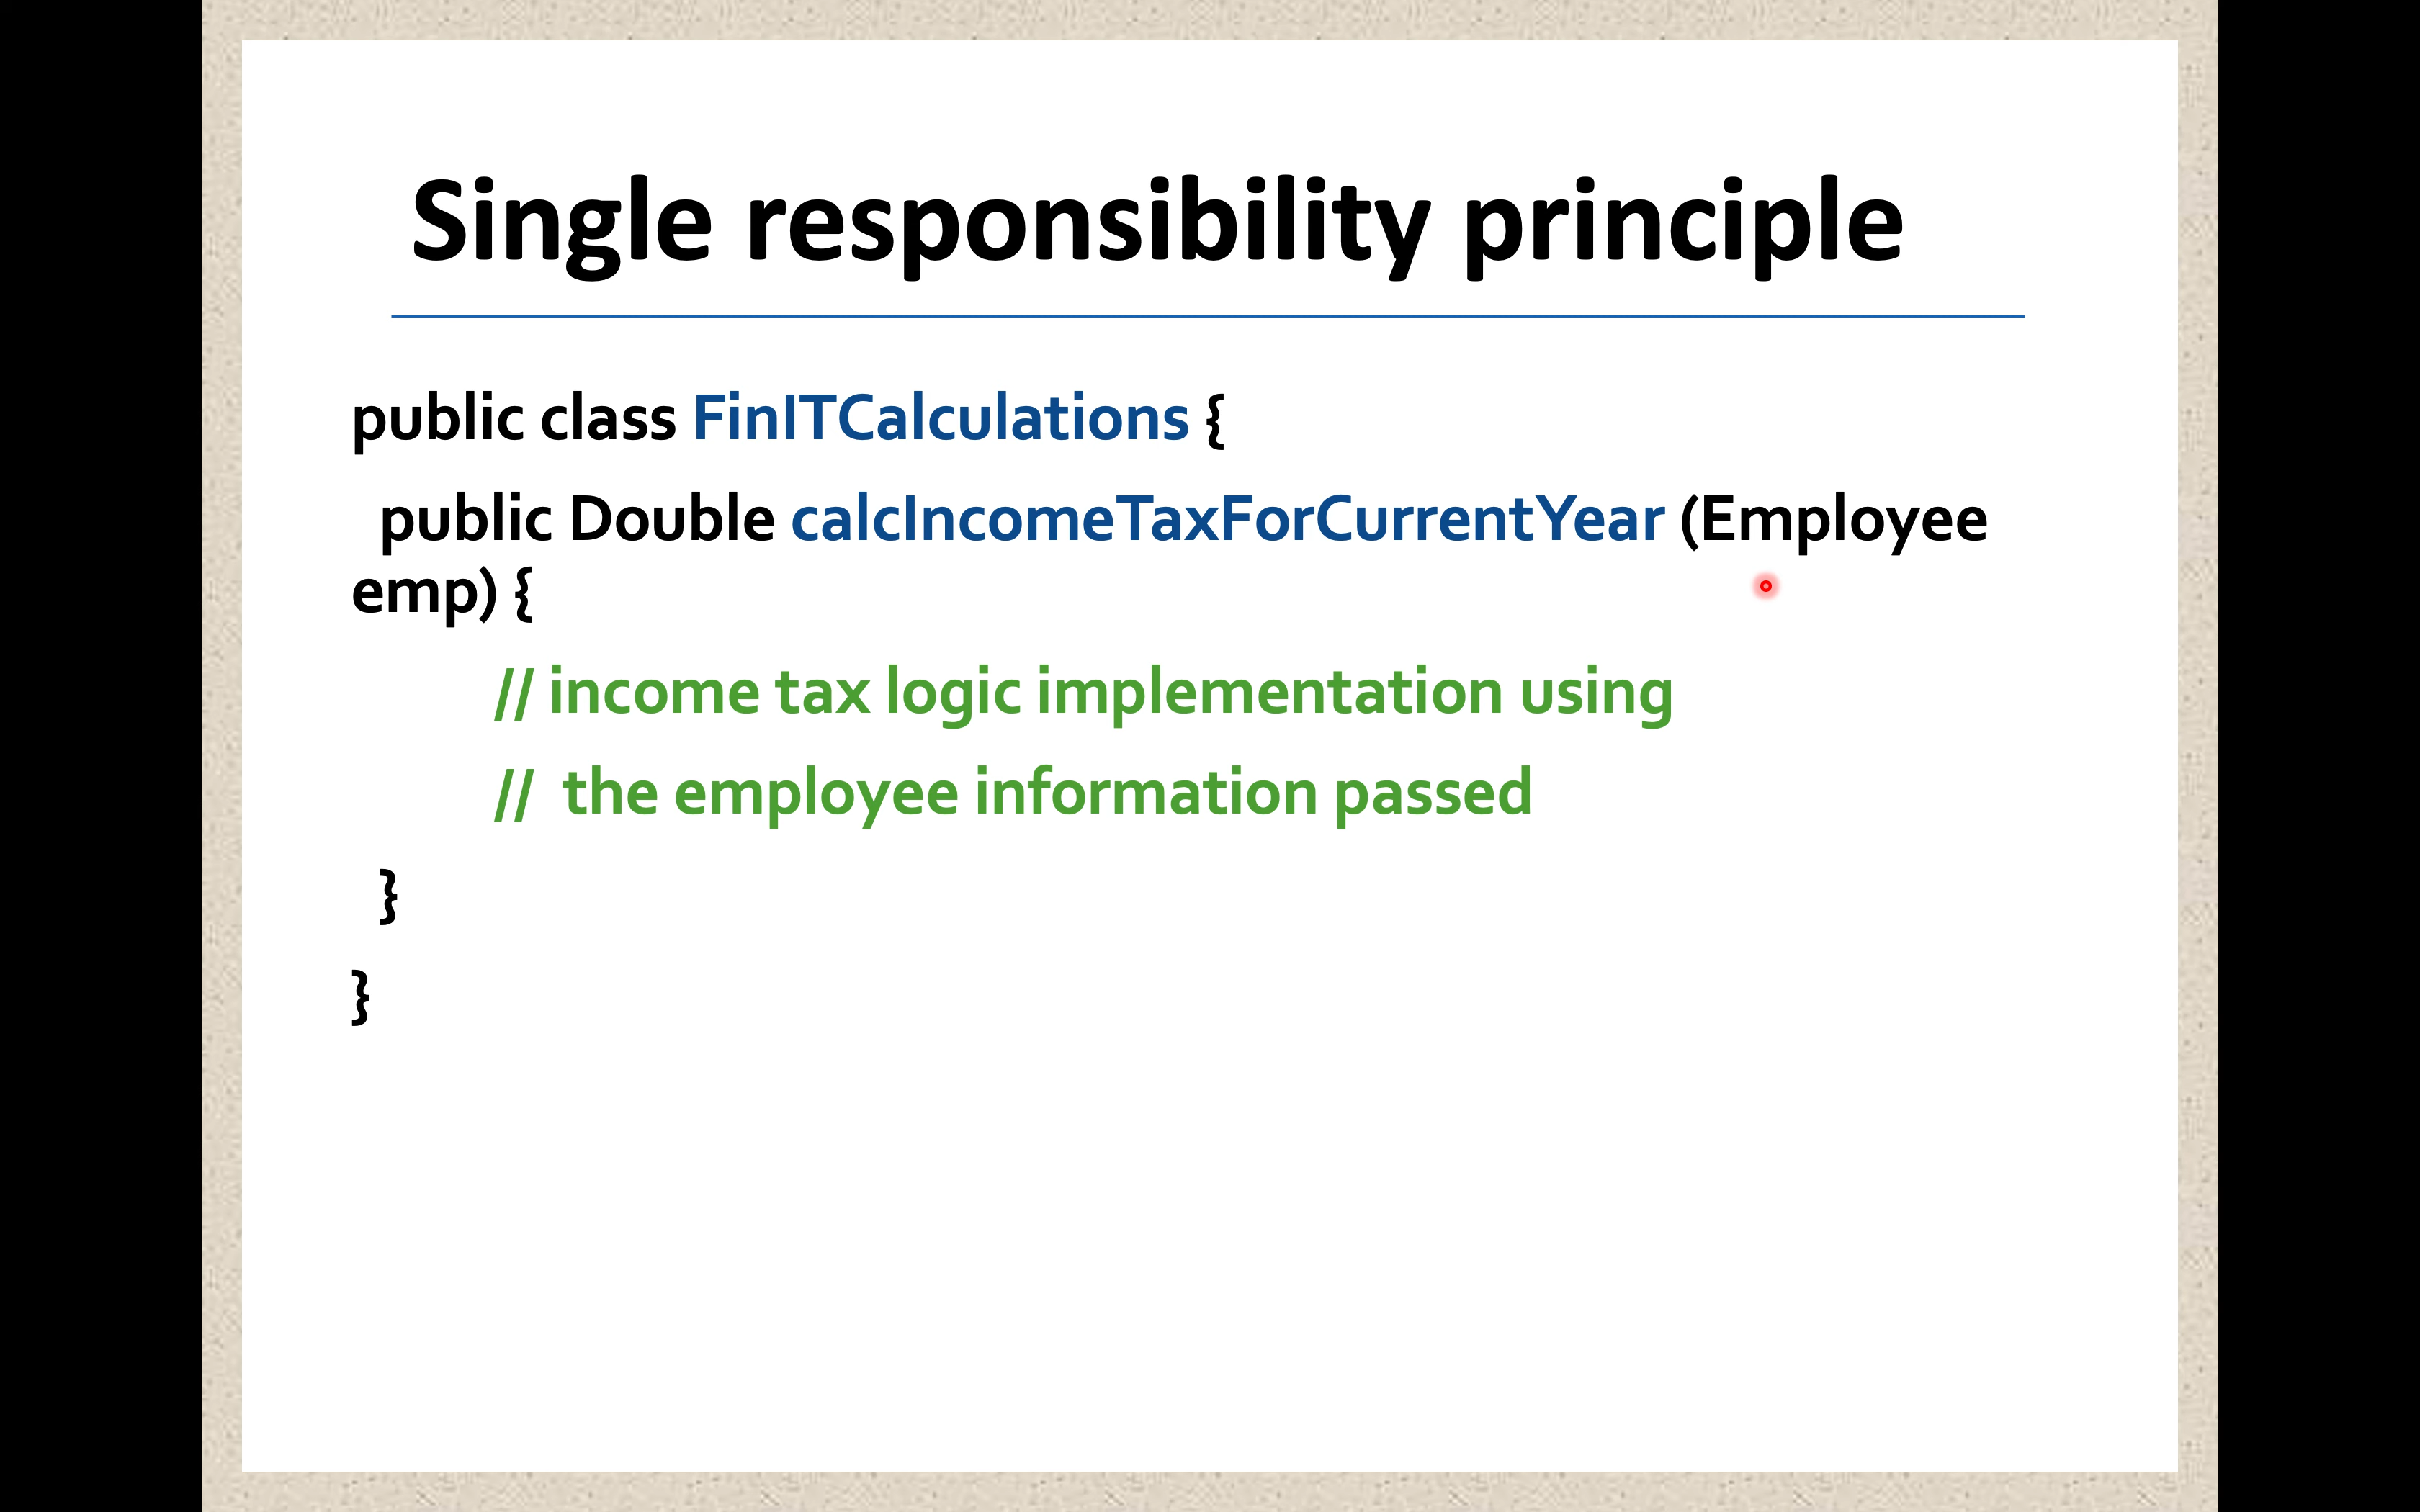 Single responsibility principle
public class FinITCalculations {
public Double calcIncomeTaxForCurrentYear (Employee
emp) {
// income tax logic implementation using
// the employee information passed
}
}